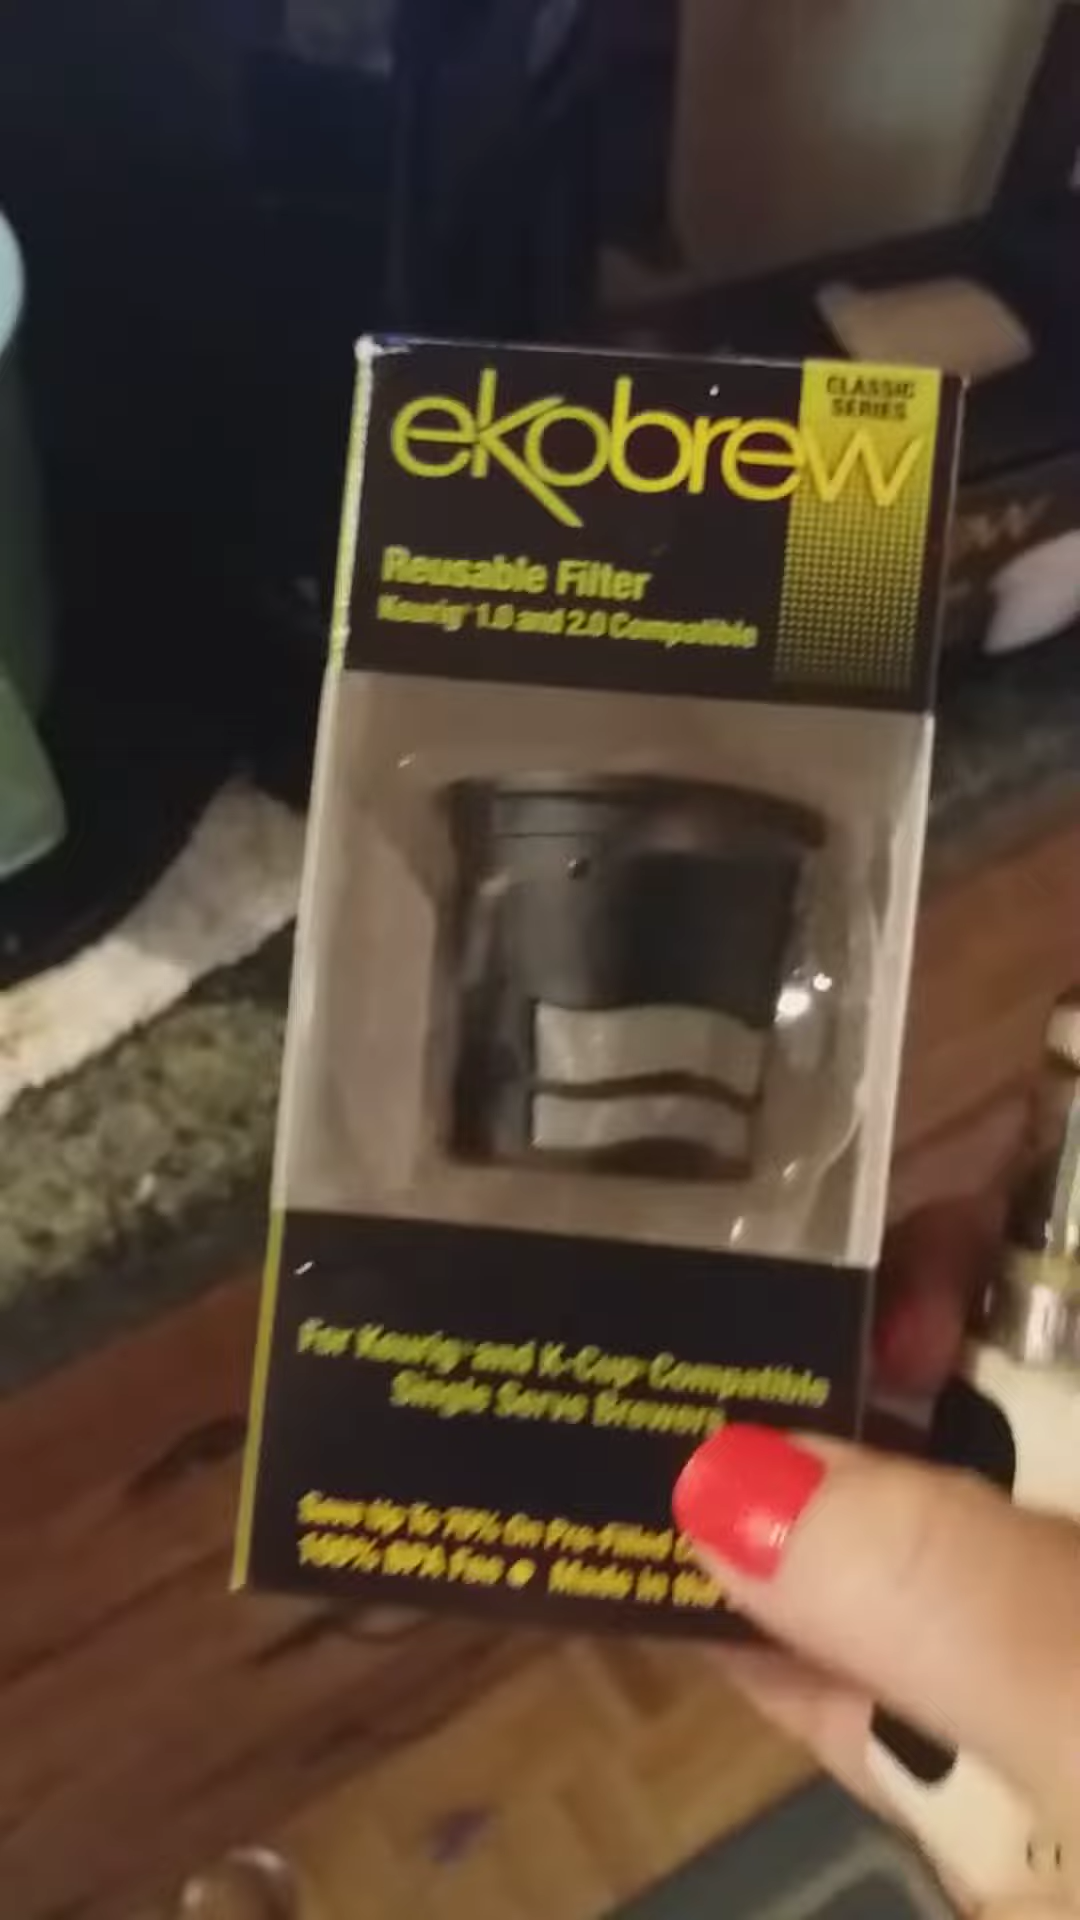 CLASSIC
SERIES
ekobrew
Reusable Filter
Keurig® 1.0 and 2.0 Compatible
For Keurig® and K-Cup® Compatible
Single Serve Brewers
Save Up To 70% On Pre-Filled
100% BPA Free • Made in the